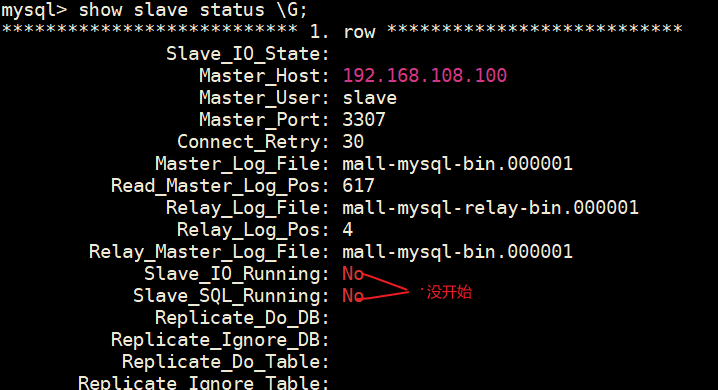 mysql> show slave status \G;
*************************** 1. row ***************************
Slave_IO_State:
Master_Host: 192.168.108.100
Master_User: slave
Master_Port: 3307
Connect_Retry: 30
Master_Log_File: mall-mysql-bin.000001
Read_Master_Log_Pos: 617
Relay_Log_File: mall-mysql-relay-bin.000001
Relay_Log_Pos: 4
Relay_Master_Log_File: mall-mysql-bin.000001
Slave_IO_Running: No
没开始
Slave_SQL_Running: No
Replicate_Do_DB:
Replicate_Ignore_DB:
Replicate_Do_Table:
Replicate_Ignore_Table: